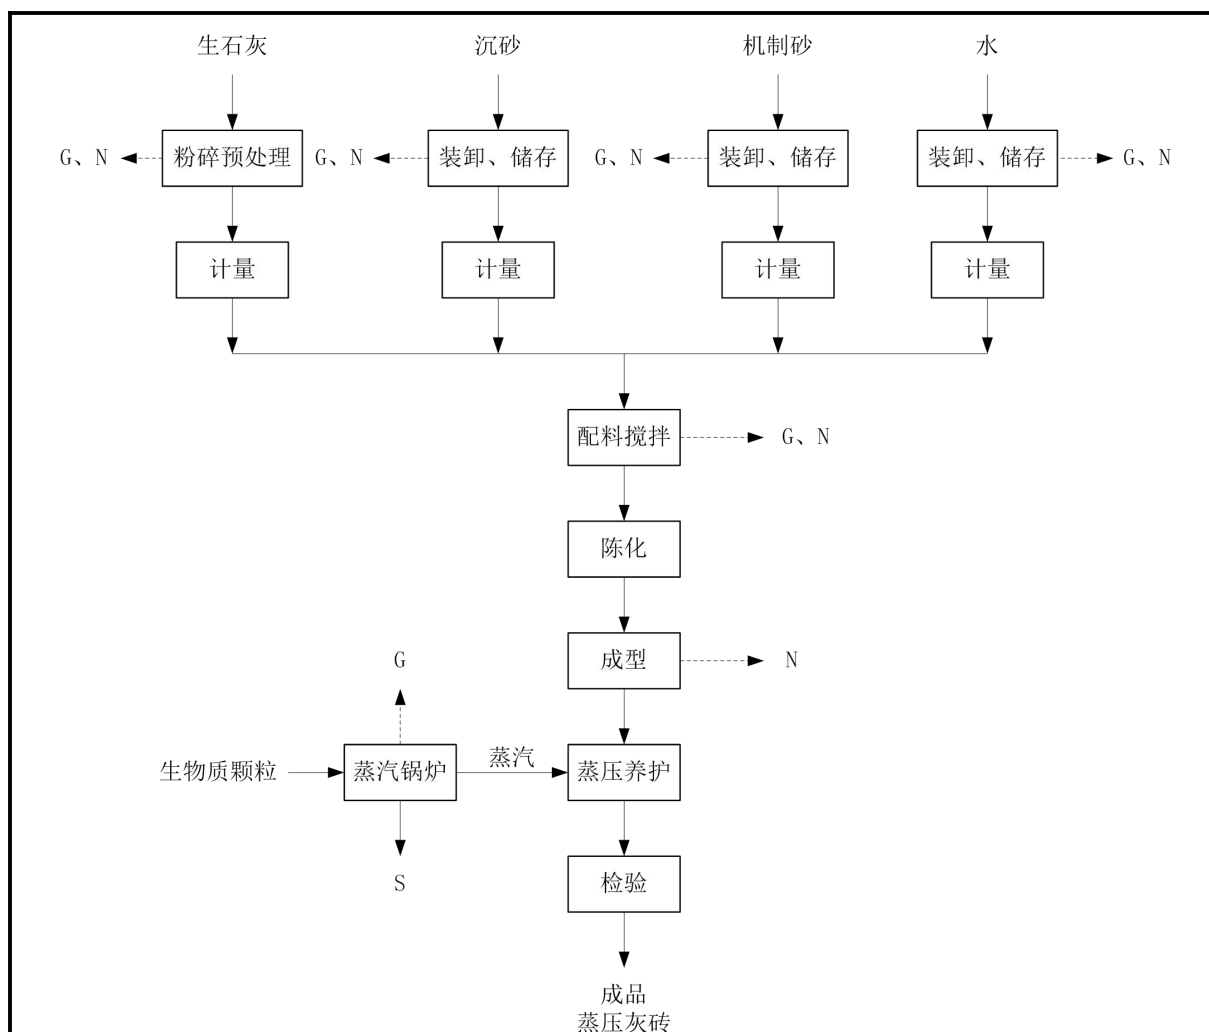 生石灰
沉砂
机制砂
水
G、N
粉碎预处理
G、N
装卸、储存
G、N
装卸、储存
装卸、储存
G、N
计量
计量
计量
计量
配料搅拌
G、N
陈化
成型
N
G
生物质颗粒
蒸汽锅炉
蒸汽
蒸压养护
S
检验
成品
蒸压灰砖